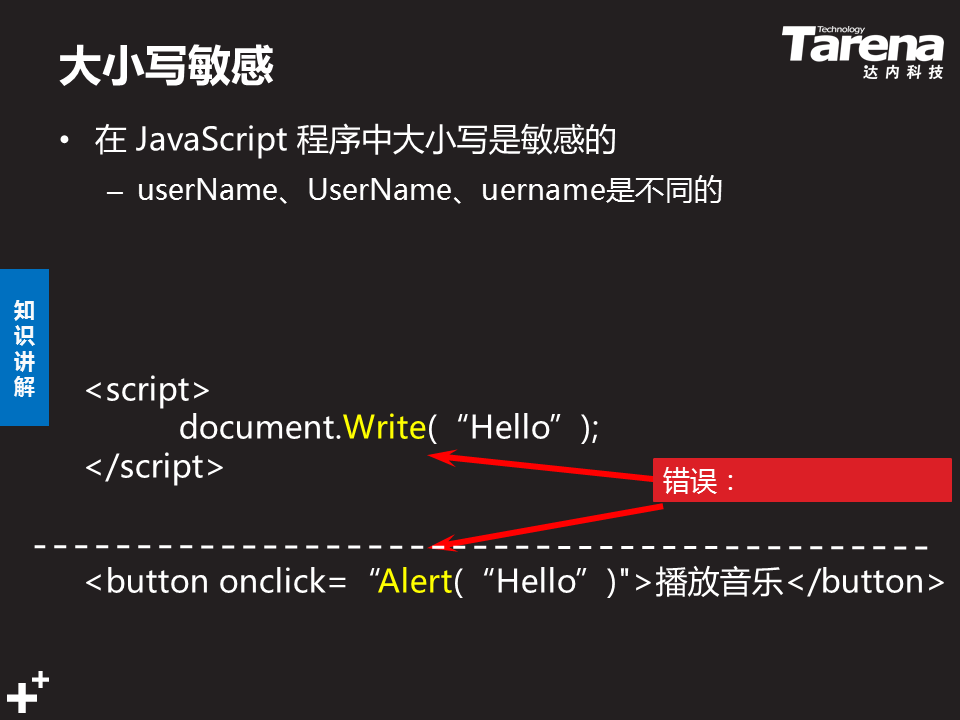 大小写敏感
Technology
Tarena
达内科技
• 在 JavaScript 程序中大小写是敏感的
– userName、UserName、uername是不同的
知识讲解
<script>
document.Write(“Hello”);
</script>
错误：
<button onclick=“Alert(“Hello”)">播放音乐</button>